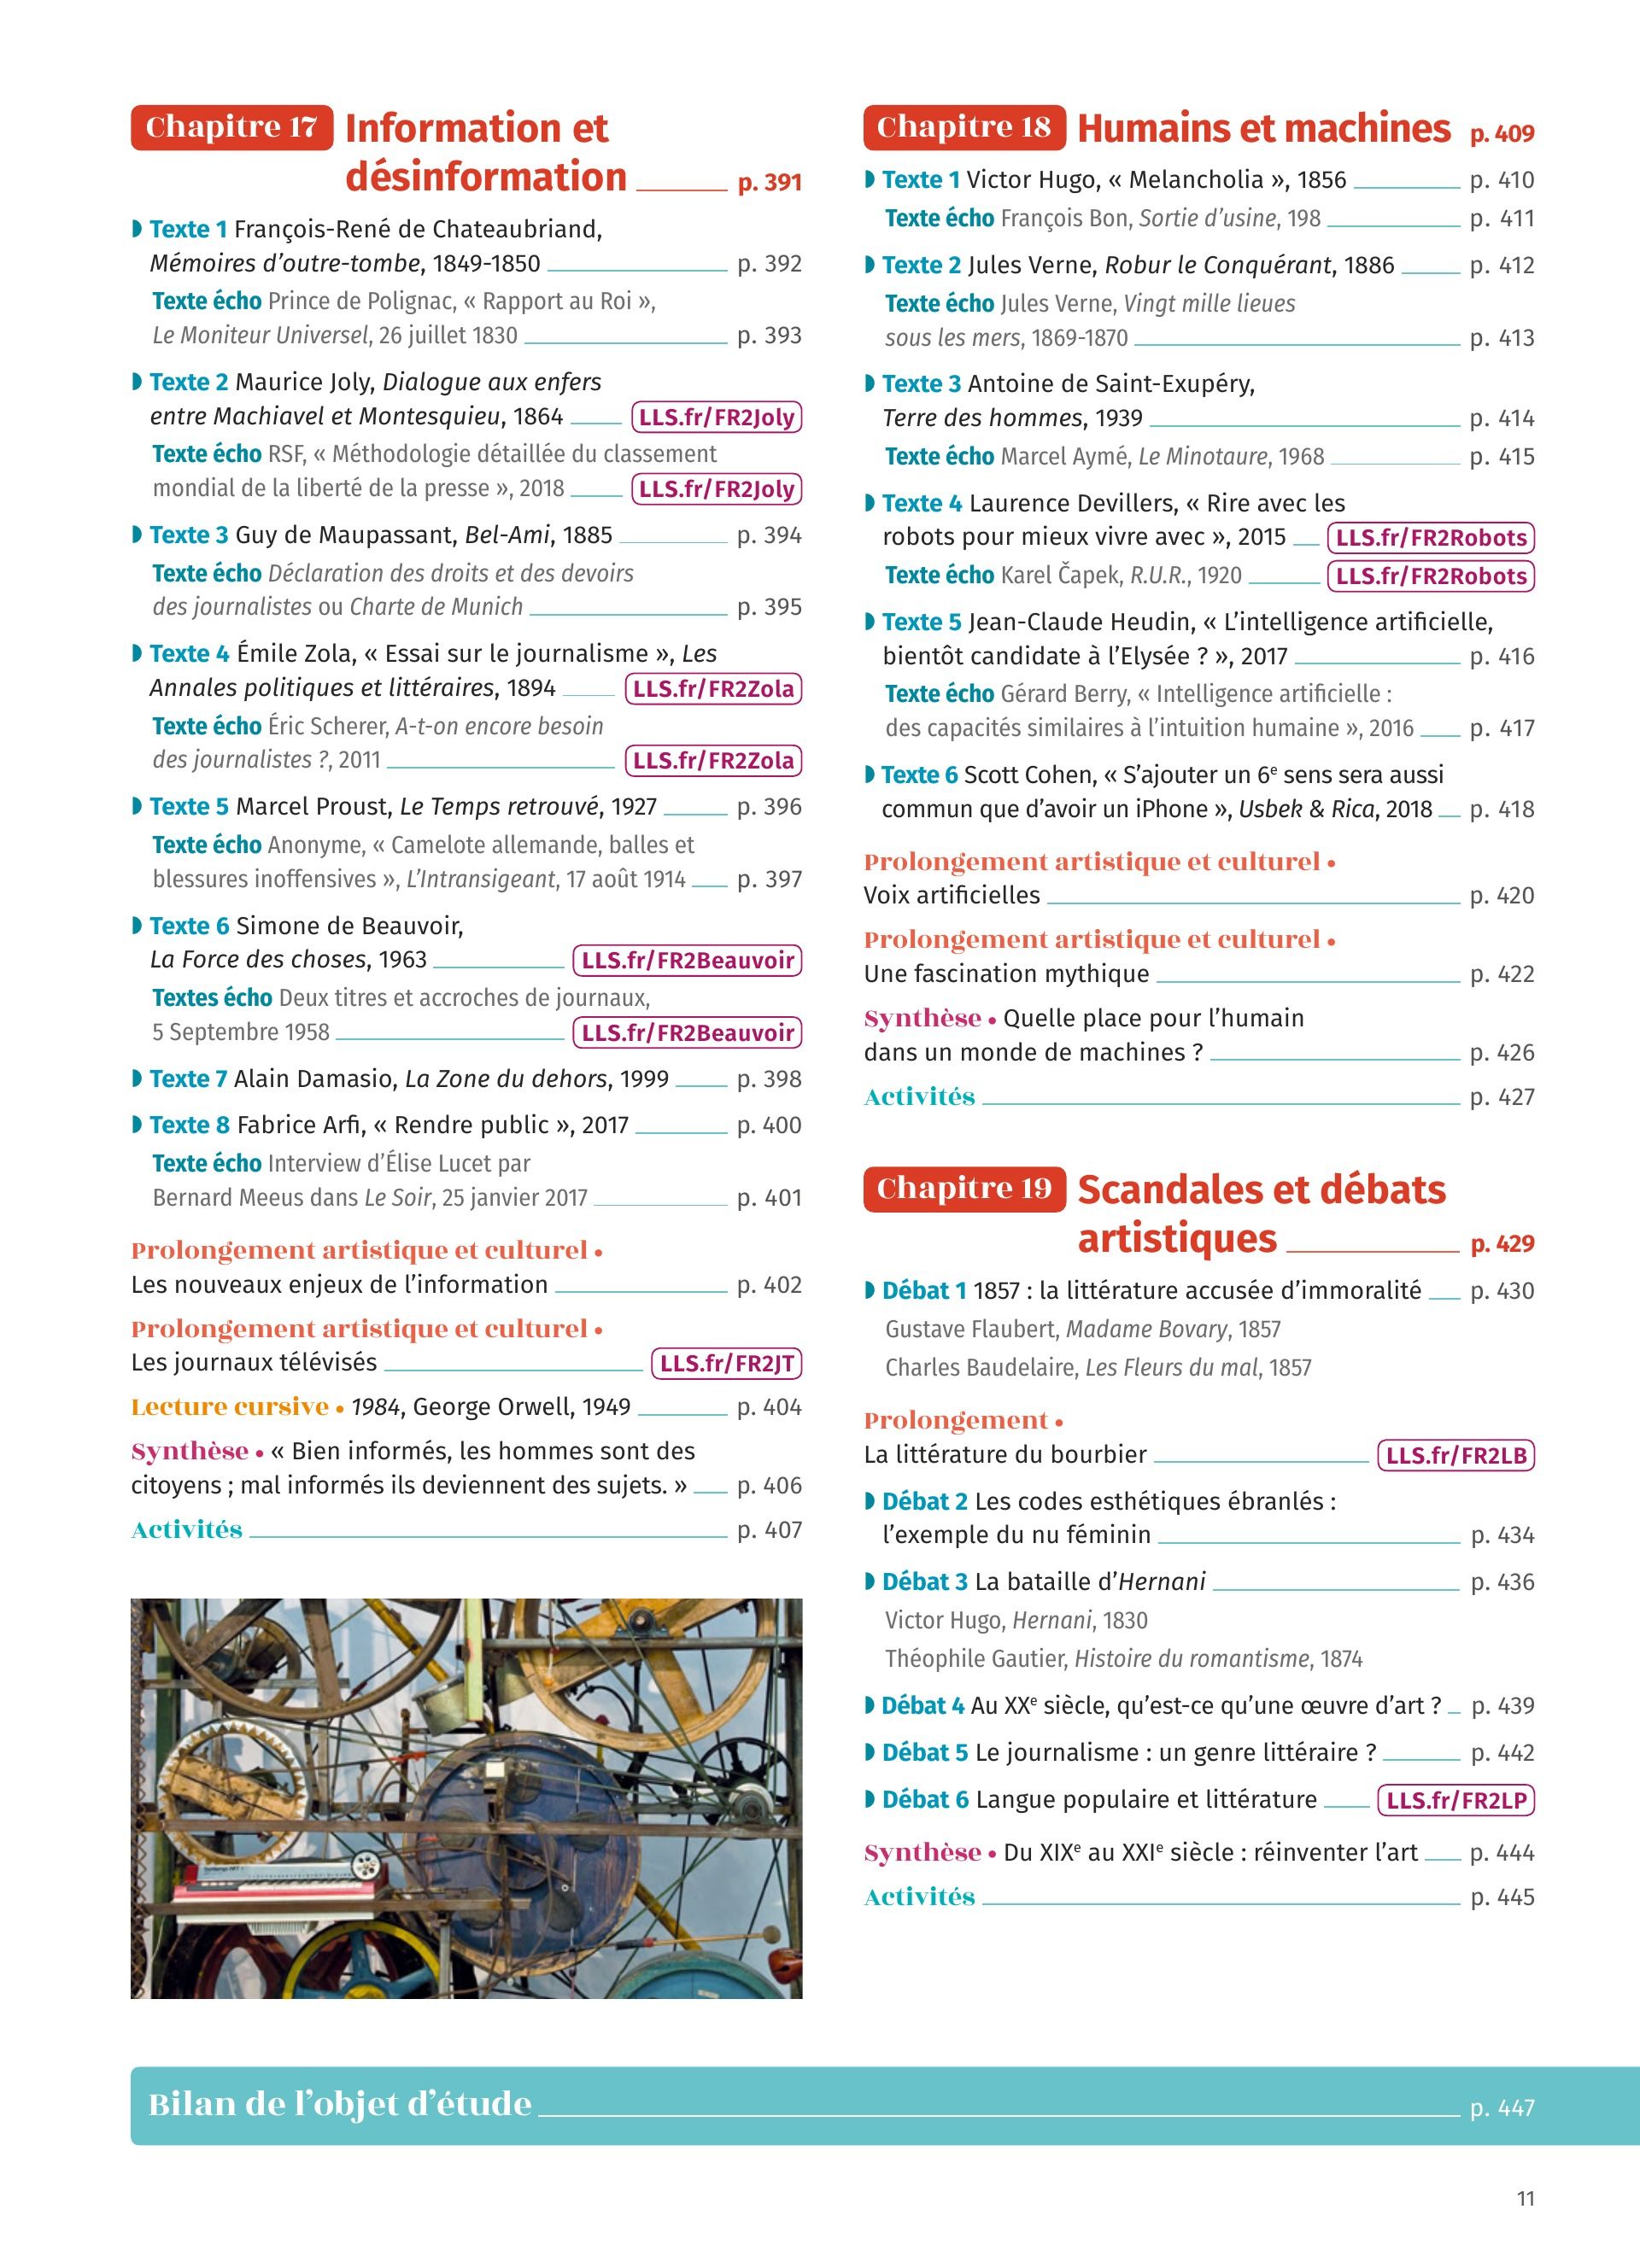 Chapitre 17 Information et
désinformation p. 391
Texte 1 François-René de Chateaubriand,
Mémoires d’outre-tombe, 1849-1850 p. 392
Texte écho Prince de Polignac, « Rapport au Roi »,
Le Moniteur Universel, 26 juillet 1830 p. 393
Texte 2 Maurice Joly, Dialogue aux enfers
entre Machiavel et Montesquieu, 1864 LLS.fr/FR2Joly
Texte écho RSF, « Méthodologie détaillée du classement
mondial de la liberté de la presse », 2018 LLS.fr/FR2Joly
Texte 3 Guy de Maupassant, Bel-Ami, 1885 p. 394
Texte écho Déclaration des droits et des devoirs
des journalistes ou Charte de Munich p. 395
Texte 4 Émile Zola, « Essai sur le journalisme », Les
Annales politiques et littéraires, 1894 LLS.fr/FR2Zola
Texte écho Éric Scherer, A-t-on encore besoin
des journalistes ?, 2011 LLS.fr/FR2Zola
Texte 5 Marcel Proust, Le Temps retrouvé, 1927 p. 396
Texte écho Anonyme, « Camelote allemande, balles et
blessures inoffensives », L’Intransigeant, 17 août 1914 p. 397
Texte 6 Simone de Beauvoir,
La Force des choses, 1963 LLS.fr/FR2Beauvoir
Textes écho Deux titres et accroches de journaux,
5 Septembre 1958 LLS.fr/FR2Beauvoir
Texte 7 Alain Damasio, La Zone du dehors, 1999 p. 398
Texte 8 Fabrice Arfi, « Rendre public », 2017 p. 400
Texte écho Interview d’Élise Lucet par
Bernard Meeus dans Le Soir, 25 janvier 2017 p. 401
Prolongement artistique et culturel •
Les nouveaux enjeux de l’information p. 402
Prolongement artistique et culturel •
Les journaux télévisés LLS.fr/FR2JT
Lecture cursive • 1984, George Orwell, 1949 p. 404
Synthèse • « Bien informés, les hommes sont des
citoyens ; mal informés ils deviennent des sujets. » p. 406
Activités p. 407
Chapitre 18 Humains et machines p. 409
Texte 1 Victor Hugo, « Melancholia », 1856 p. 410
Texte écho François Bon, Sortie d’usine, 198 p. 411
Texte 2 Jules Verne, Robur le Conquérant, 1886 p. 412
Texte écho Jules Verne, Vingt mille lieues
sous les mers, 1869-1870 p. 413
Texte 3 Antoine de Saint-Exupéry,
Terre des hommes, 1939 p. 414
Texte écho Marcel Aymé, Le Minotaure, 1968 p. 415
Texte 4 Laurence Devillers, « Rire avec les
robots pour mieux vivre avec », 2015 LLS.fr/FR2Robots
Texte écho Karel Čapek, R.U.R., 1920 LLS.fr/FR2Robots
Texte 5 Jean-Claude Heudin, « L’intelligence artificielle,
bientôt candidate à l’Elysée ? », 2017 p. 416
Texte écho Gérard Berry, « Intelligence artificielle :
des capacités similaires à l’intuition humaine », 2016 p. 417
Texte 6 Scott Cohen, « S’ajouter un 6e sens sera aussi
commun que d’avoir un iPhone », Usbek & Rica, 2018 p. 418
Prolongement artistique et culturel •
Voix artificielles p. 420
Prolongement artistique et culturel •
Une fascination mythique p. 422
Synthèse • Quelle place pour l’humain
dans un monde de machines ? p. 426
Activités p. 427
Chapitre 19 Scandales et débats
artistiques p. 429
Débat 1 1857 : la littérature accusée d’immoralité p. 430
Gustave Flaubert, Madame Bovary, 1857
Charles Baudelaire, Les Fleurs du mal, 1857
Prolongement •
La littérature du bourbier LLS.fr/FR2LB
Débat 2 Les codes esthétiques ébranlés :
l’exemple du nu féminin p. 434
Débat 3 La bataille d’Hernani p. 436
Victor Hugo, Hernani, 1830
Théophile Gautier, Histoire du romantisme, 1874
Débat 4 Au XXe siècle, qu’est-ce qu’une œuvre d’art ? p. 439
Débat 5 Le journalisme : un genre littéraire ? p. 442
Débat 6 Langue populaire et littérature LLS.fr/FR2LP
Synthèse • Du XIXe au XXIe siècle : réinventer l’art p. 444
Activités p. 445
Bilan de l’objet d’étude p. 447
11